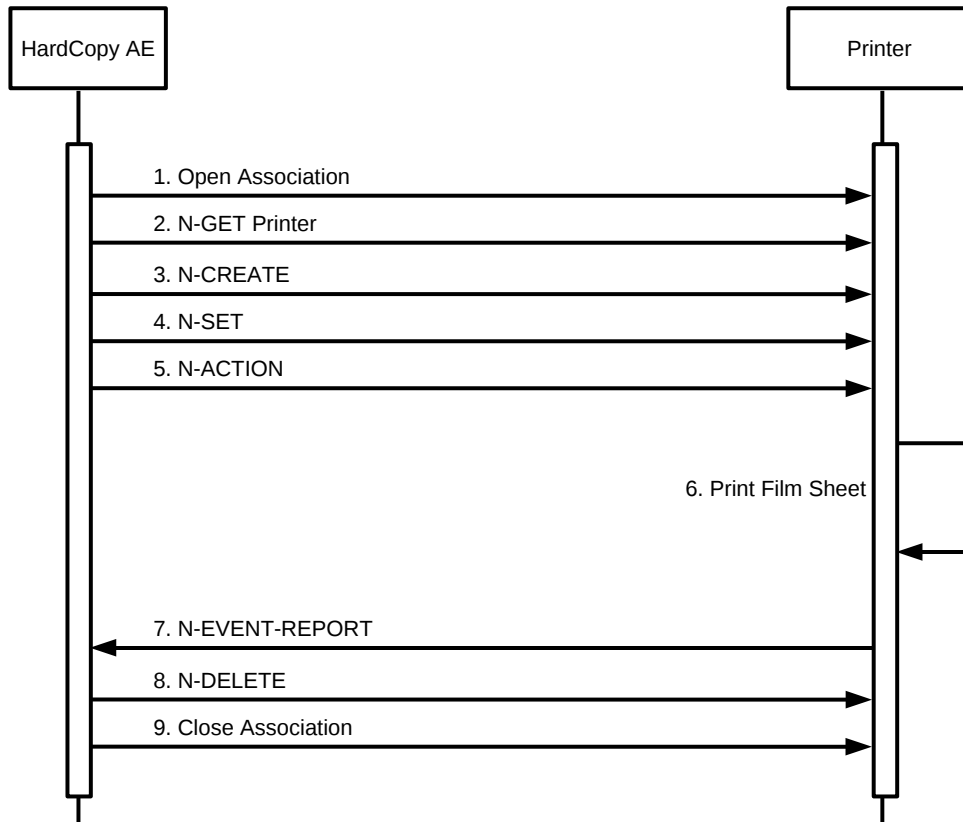 HardCopy AE
Printer
1. Open Association
2. N-GET Printer
3. N-CREATE
4. N-SET
5. N-ACTION
6. Print Film Sheet
7. N-EVENT-REPORT
8. N-DELETE
9. Close Association